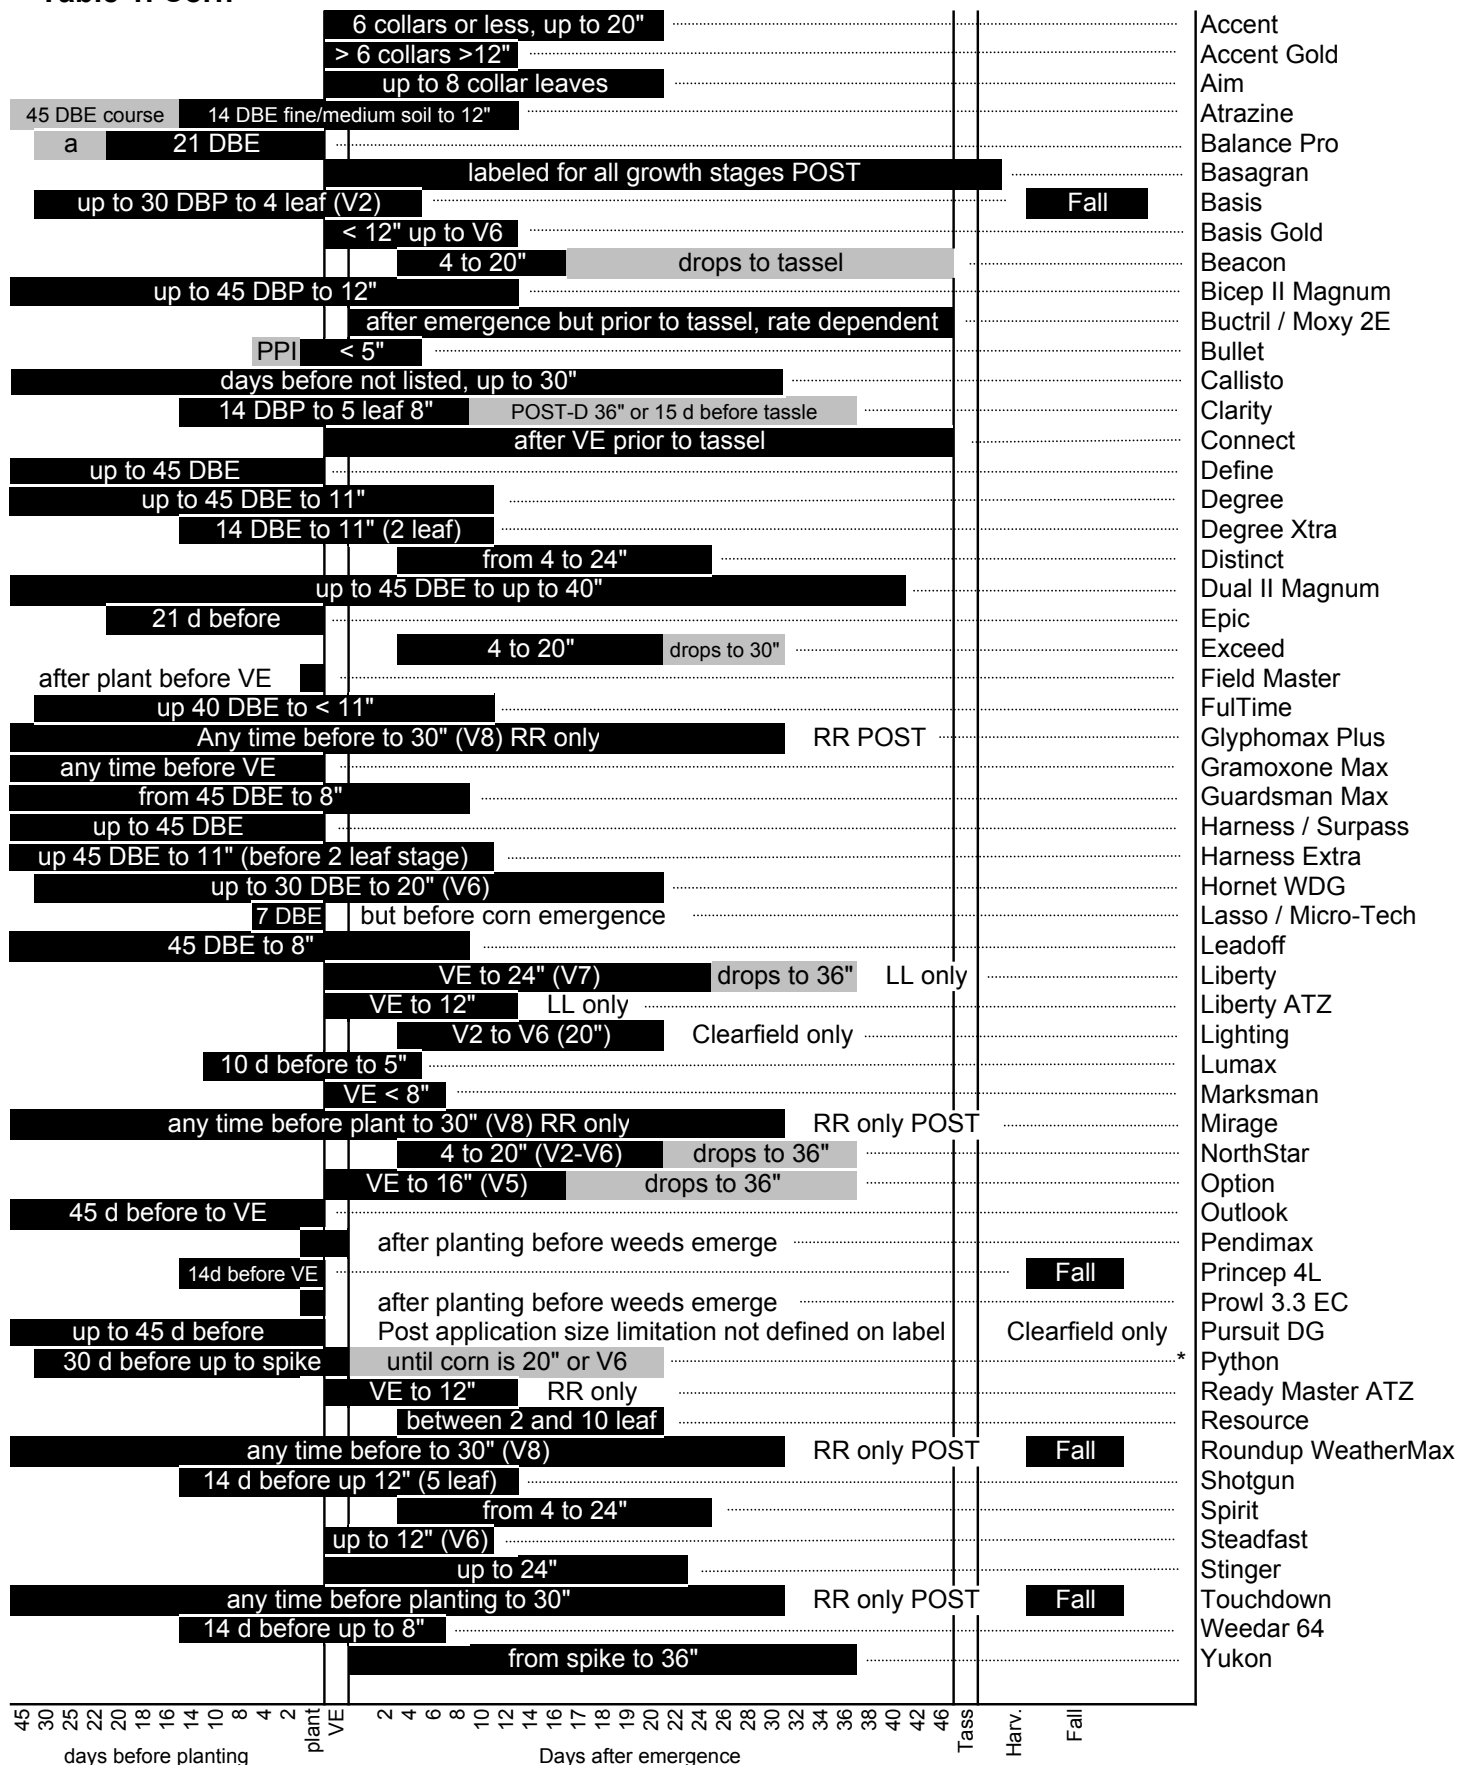 Table 1. Corn
6 collars or less, up to 20" Accent
> 6 collars >12" Accent Gold
up to 8 collar leaves Aim
45 DBE course 14 DBE fine/medium soil to 12" Atrazine
a 21 DBE Balance Pro
labeled for all growth stages POST Basagran
up to 30 DBP to 4 leaf (V2) Fall Basis
< 12" up to V6 Basis Gold
4 to 20" drops to tassel Beacon
up to 45 DBP to 12" Bicep II Magnum
after emergence but prior to tassel, rate dependent Buctril / Moxy 2E
PPI < 5" Bullet
days before not listed, up to 30" Callisto
14 DBP to 5 leaf 8" POST-D 36" or 15 d before tassle Clarity
after VE prior to tassel Connect
up to 45 DBE Define
up to 45 DBE to 11" Degree
14 DBE to 11" (2 leaf) Degree Xtra
from 4 to 24" Distinct
up to 45 DBE to up to 40" Dual II Magnum
21 d before Epic
4 to 20" drops to 30" Exceed
after plant before VE Field Master
up 40 DBE to < 11" FulTime
Any time before to 30" (V8) RR only RR POST Glyphomax Plus
any time before VE Gramoxone Max
from 45 DBE to 8" Guardsman Max
up to 45 DBE Harness / Surpass
up 45 DBE to 11" (before 2 leaf stage) Harness Extra
up to 30 DBE to 20" (V6) Hornet WDG
7 DBE but before corn emergence Lasso / Micro-Tech
45 DBE to 8" Leadoff
VE to 24" (V7) drops to 36" LL only Liberty
VE to 12" LL only Liberty ATZ
V2 to V6 (20") Clearfield only Lighting
10 d before to 5" Lumax
VE < 8" Marksman
any time before plant to 30" (V8) RR only RR only POST Mirage
4 to 20" (V2-V6) drops to 36" NorthStar
VE to 16" (V5) drops to 36" Option
45 d before to VE Outlook
after planting before weeds emerge Pendimax
14d before VE Fall Princep 4L
after planting before weeds emerge Prowl 3.3 EC
up to 45 d before Post application size limitation not defined on label Clearfield only Pursuit DG
30 d before up to spike until corn is 20" or V6 * Python
VE to 12" RR only Ready Master ATZ
between 2 and 10 leaf Resource
any time before to 30" (V8) RR only POST Fall Roundup WeatherMax
14 d before up 12" (5 leaf) Shotgun
from 4 to 24" Spirit
up to 12" (V6) Steadfast
up to 24" Stinger
any time before planting to 30" RR only POST Fall Touchdown
14 d before up to 8" Weedar 64
from spike to 36" Yukon
45 30 25 22 20 18 16 14 10 8 4 2 plant VE 2 4 6 8 10 12 14 16 17 18 19 20 22 24 26 28 30 32 34 36 38 40 42 46 Tass Harv. Fall
days before planting Days after emergence